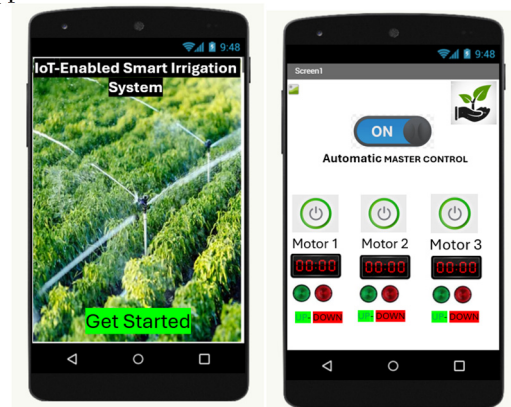 9:48
IoT-Enabled Smart Irrigation
System
Get Started
9:48
Screen1
ON
Automatic MASTER CONTROL
Motor 1 Motor 2 Motor 3
00:00 00:00 00:00
UP- DOWN UP- DOWN UP- DOWN